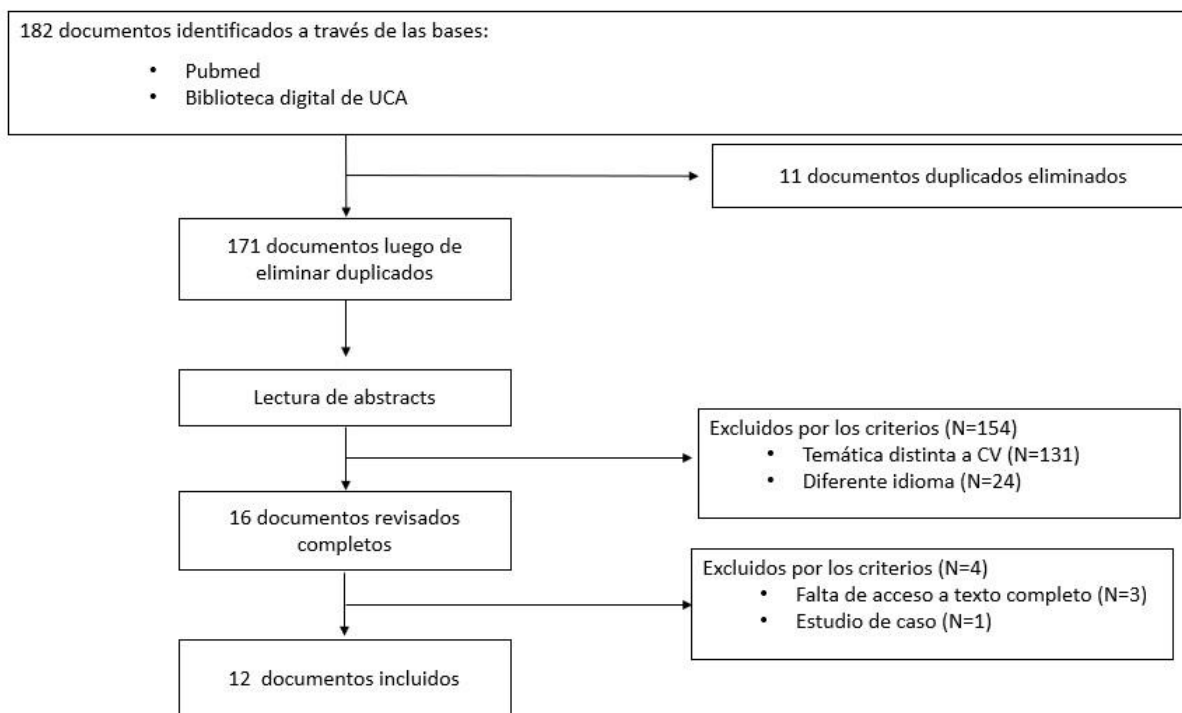 182 documentos identificados a través de las bases:
• Pubmed
• Biblioteca digital de UCA
11 documentos duplicados eliminados
171 documentos luego de
eliminar duplicados
Lectura de abstracts
Excluidos por los criterios (N=154)
• Temática distinta a CV (N=131)
• Diferente idioma (N=24)
16 documentos revisados
completos
Excluidos por los criterios (N=4)
• Falta de acceso a texto completo (N=3)
• Estudio de caso (N=1)
12 documentos incluidos